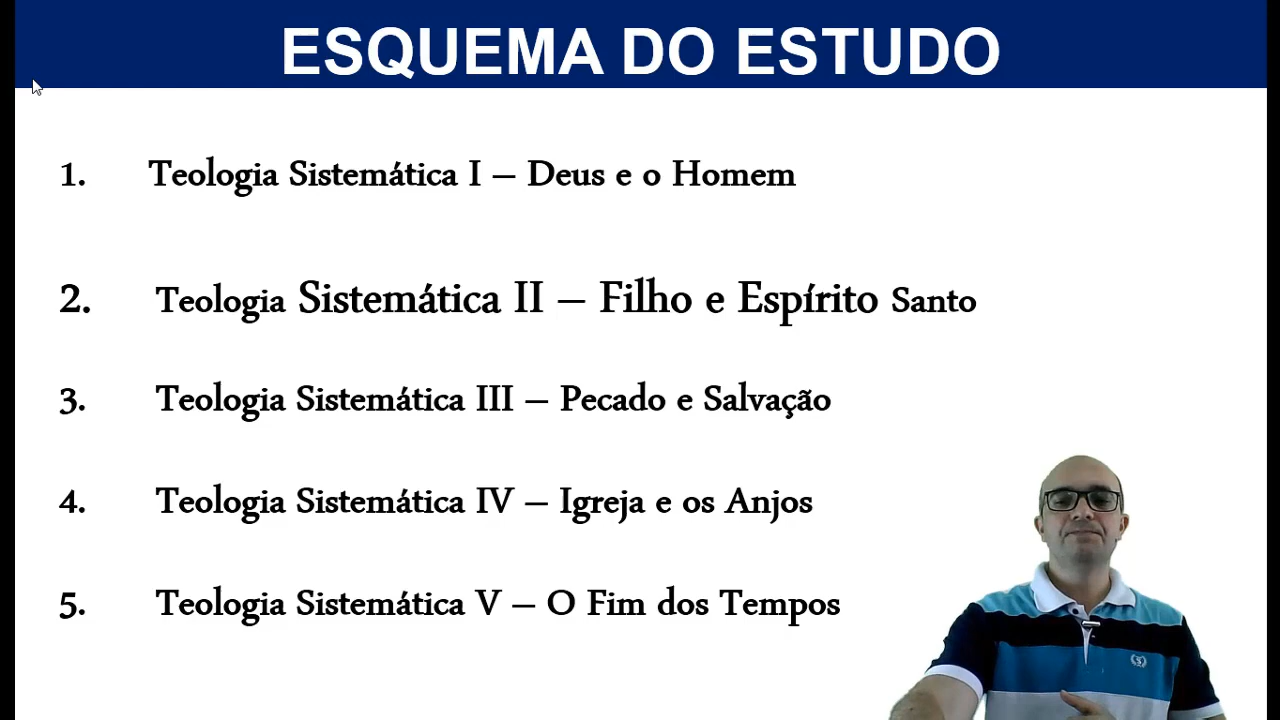 ESQUEMA DO ESTUDO
1. Teologia Sistemática I – Deus e o Homem
2. Teologia Sistemática II – Filho e Espírito Santo
3. Teologia Sistemática III – Pecado e Salvação
4. Teologia Sistemática IV – Igreja e os Anjos
5. Teologia Sistemática V – O Fim dos Tempos